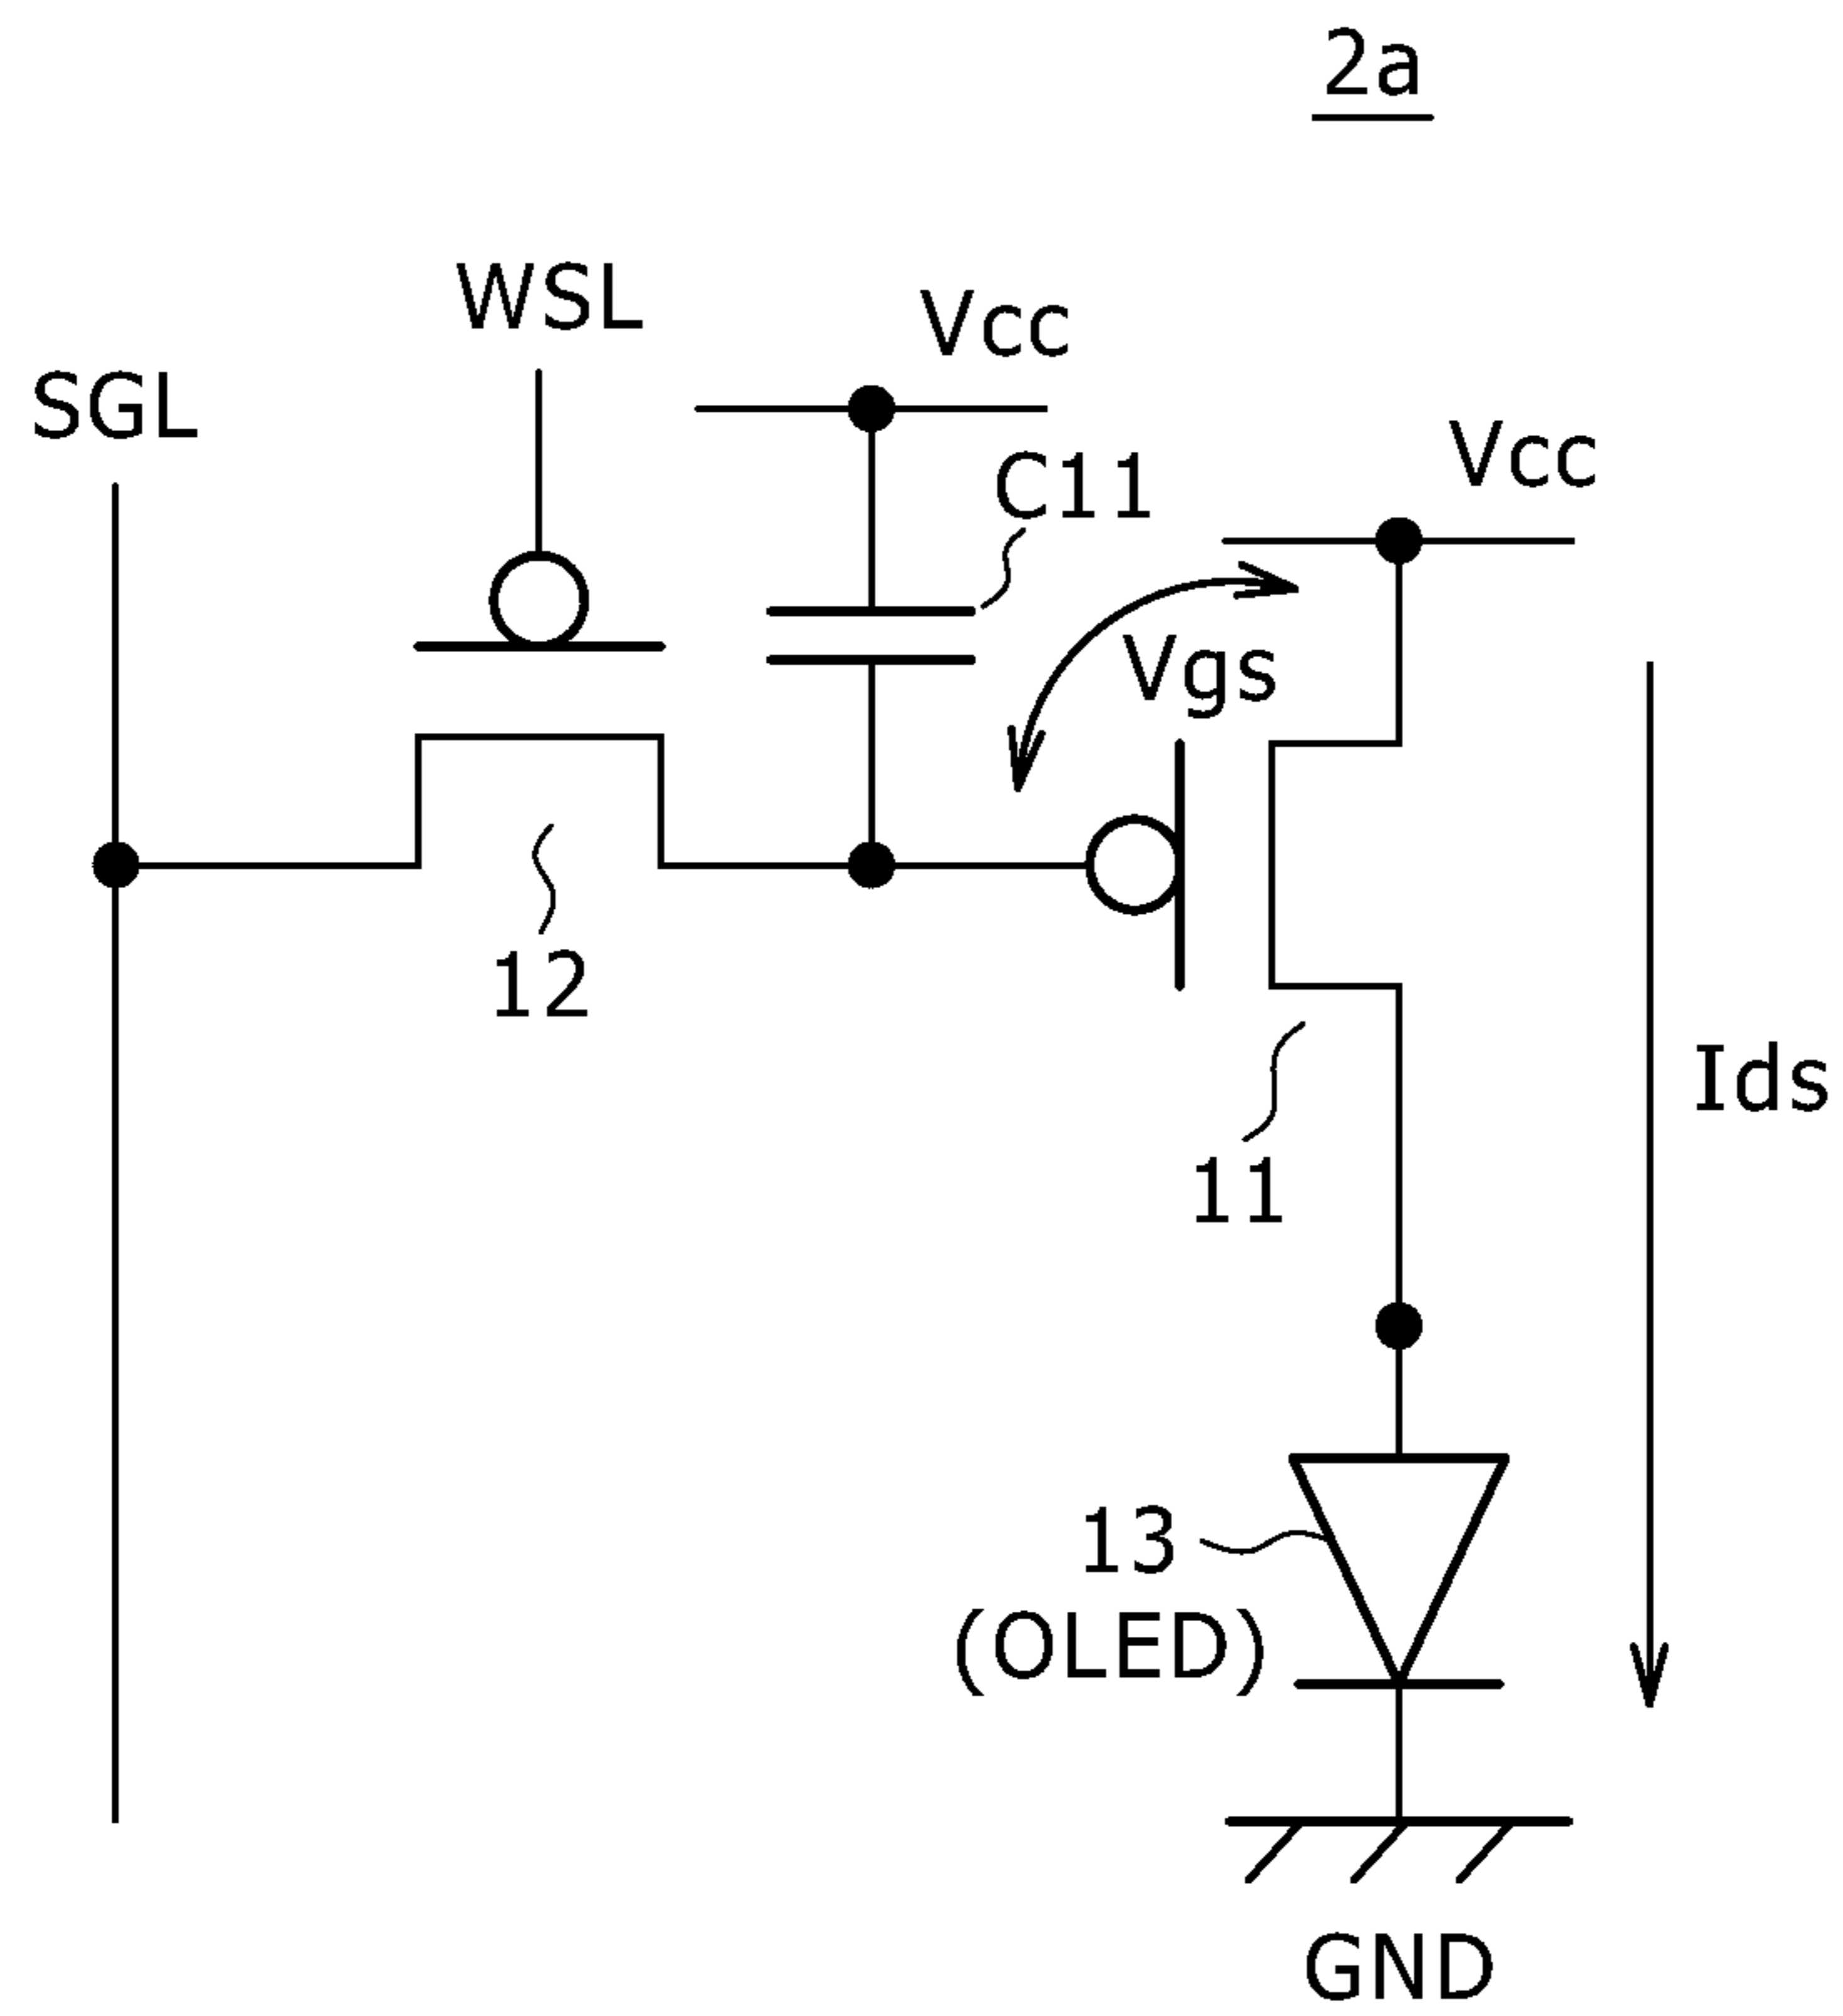 2a
WSL
Vcc
SGL
C11
Vcc
Vgs
12
Ids
11
13
(OLED)
GND